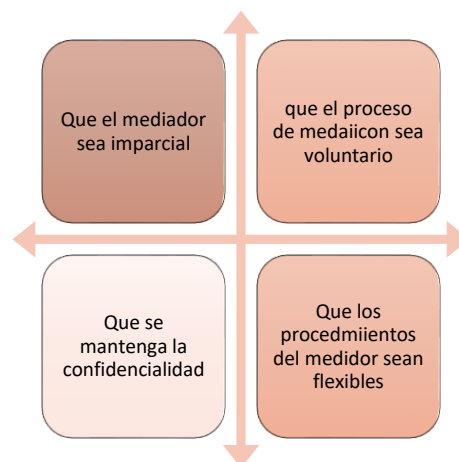 Que el mediador
sea imparcial
que el proceso
de medaiicon sea
voluntario
Que se
mantenga la
confidencialidad
Que los
procedmiientos
del medidor sean
flexibles